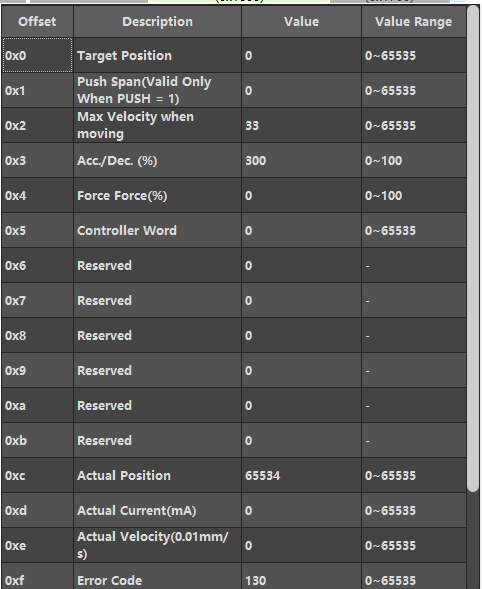 Offset Description Value Value Range
0x0 Target Position 0 0~65535
0x1 Push Span(Valid Only When PUSH = 1) 0 0~65535
0x2 Max Velocity when moving 33 0~65535
0x3 Acc./Dec. (%) 300 0~100
0x4 Force Force(%) 0 0~100
0x5 Controller Word 0 0~65535
0x6 Reserved 0 -
0x7 Reserved 0 -
0x8 Reserved 0 -
0x9 Reserved 0 -
0xa Reserved 0 -
0xb Reserved 0 -
0xc Actual Position 65534 0~65535
0xd Actual Current(mA) 0 0~65535
0xe Actual Velocity(0.01mm/s) 0 0~65535
0xf Error Code 130 0~65535